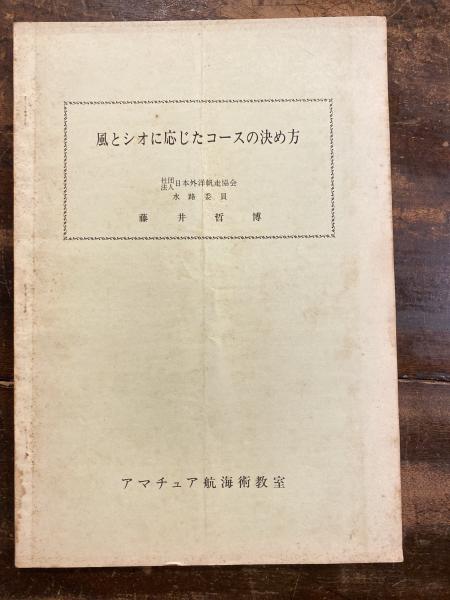 風とシオに応じたコースの決め方
社団法人日本外洋帆走協会
水路委員
藤井哲博
アマチュア航海術教室